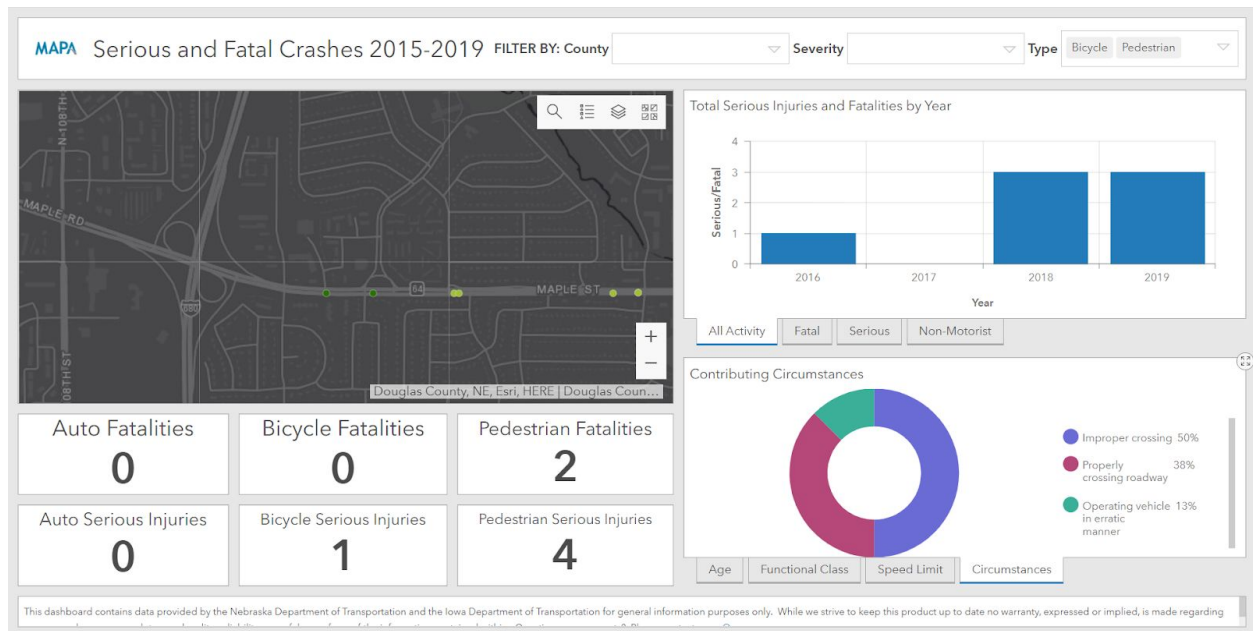 MAPA Serious and Fatal Crashes 2015-2019 FILTER BY: County Severity Type Bicycle Pedestrian
N-108TH
MAPLE-RD
680
64
MAPLE ST
108TH ST
Douglas County, NE, Esri, HERE | Douglas Coun...
Total Serious Injuries and Fatalities by Year
Serious/Fatal
4
3
2
1
0
2016 2017 2018 2019
Year
All Activity Fatal Serious Non-Motorist
Auto Fatalities
0
Bicycle Fatalities
0
Pedestrian Fatalities
2
Auto Serious Injuries
0
Bicycle Serious Injuries
1
Pedestrian Serious Injuries
4
Contributing Circumstances
Improper crossing 50%
Properly 38%
crossing roadway
Operating vehicle 13%
in erratic
manner
Age Functional Class Speed Limit Circumstances
This dashboard contains data provided by the Nebraska Department of Transportation and the Iowa Department of Transportation for general information purposes only. While we strive to keep this product up to date no warranty, expressed or implied, is made regarding